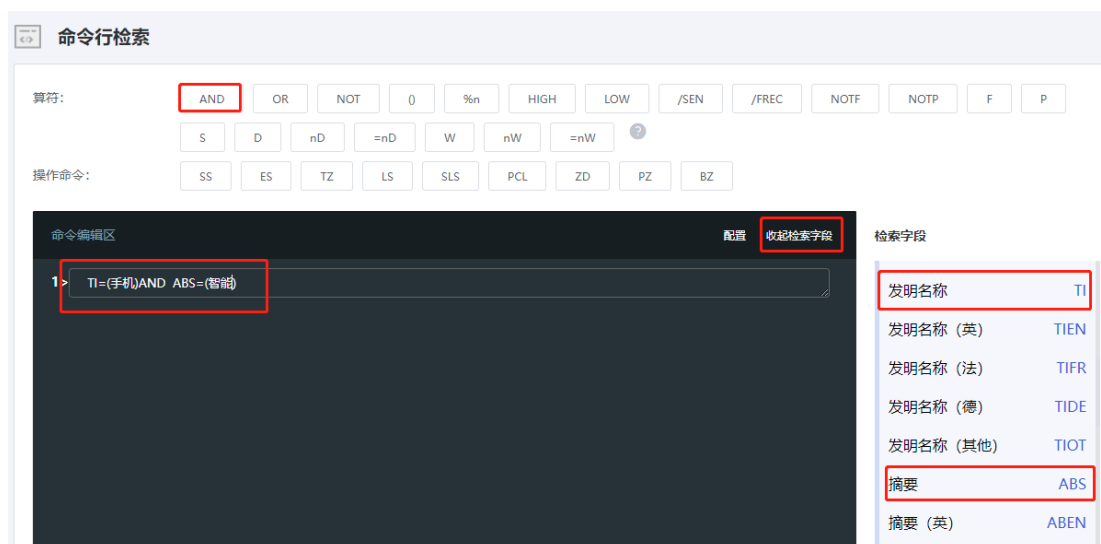 命令行检索
算符: AND OR NOT () %n HIGH LOW /SEN /FREC NOTF NOTP F P
S D nD =nD W nW =nW ?
操作命令: SS ES TZ LS SLS PCL ZD PZ BZ
命令编辑区 配置 收起检索字段
检索字段
1> TI=(手机)AND ABS=(智能)
发明名称 TI
发明名称（英） TIEN
发明名称（法） TIFR
发明名称（德） TIDE
发明名称（其他） TIOT
摘要 ABS
摘要（英） ABEN